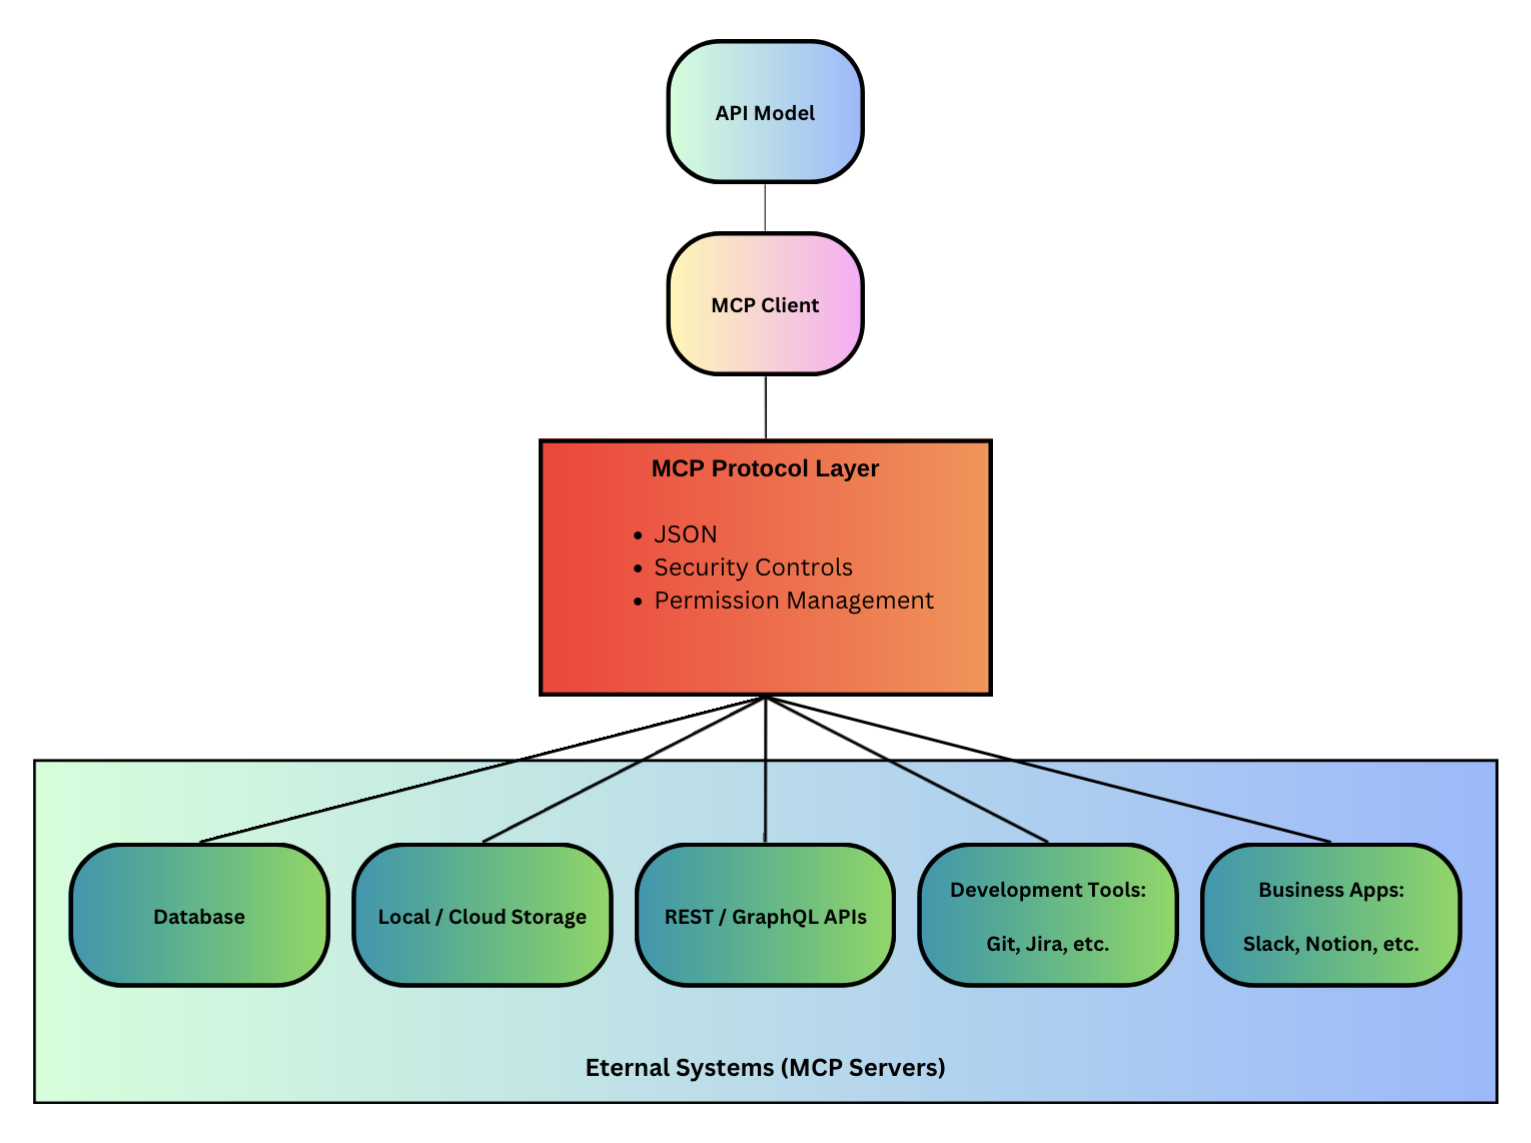 API Model
MCP Client
MCP Protocol Layer
• JSON
• Security Controls
• Permission Management
Database
Local / Cloud Storage
REST / GraphQL APIs
Development Tools:
Git, Jira, etc.
Business Apps:
Slack, Notion, etc.
Eternal Systems (MCP Servers)